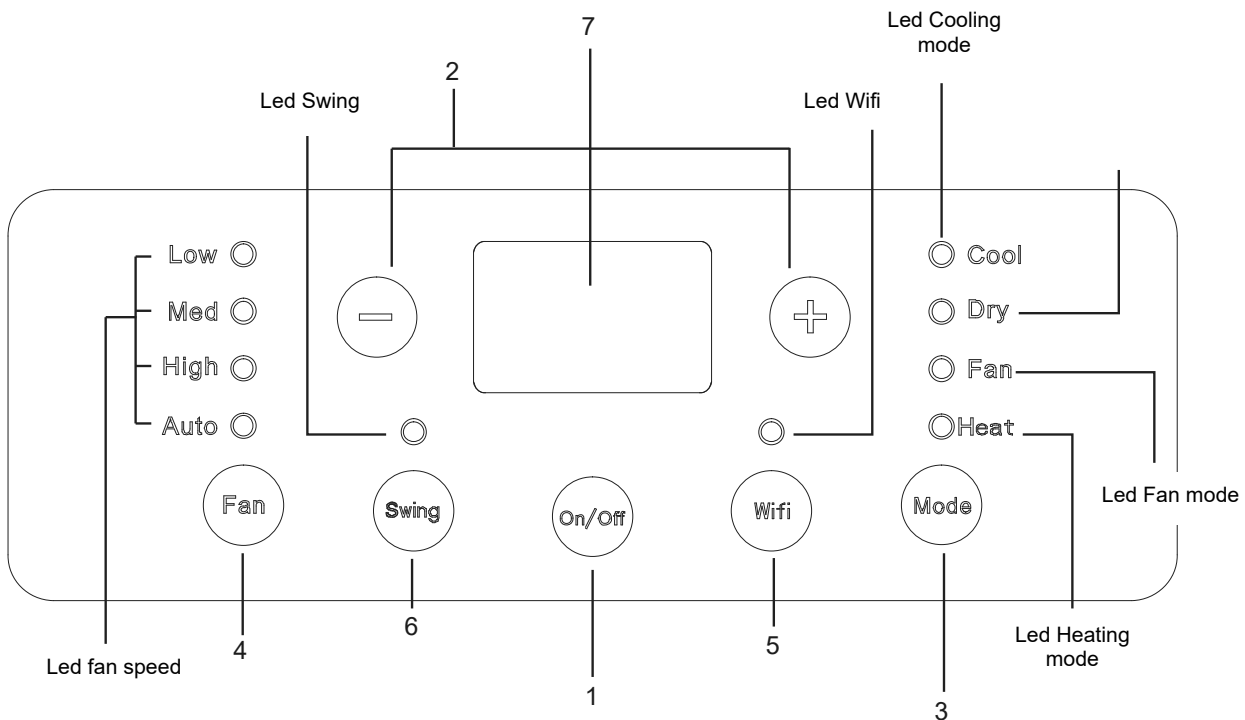 Led Cooling
mode
7
2
Led Swing
Led Wifi
Low
Med
High
Auto
Cool
Dry
Fan
Heat
Fan
Swing
On/Off
Wifi
Mode
Led Fan mode
4
6
1
5
3
Led fan speed
Led Heating
mode